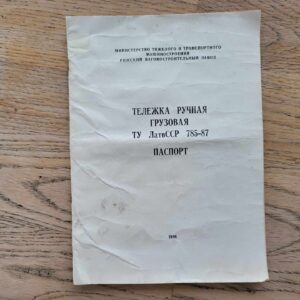 МИНИСТЕРСТВО ТЯЖЕЛОГО И ТРАНСПОРТНОГО
МАШИНОСТРОЕНИЯ
РИЖСКИЙ ВАГОНОСТРОИТЕЛЬНЫЙ ЗАВОД
ТЕЛЕЖКА РУЧНАЯ
ГРУЗОВАЯ
ТУ ЛатвССР 785-87
ПАСПОРТ